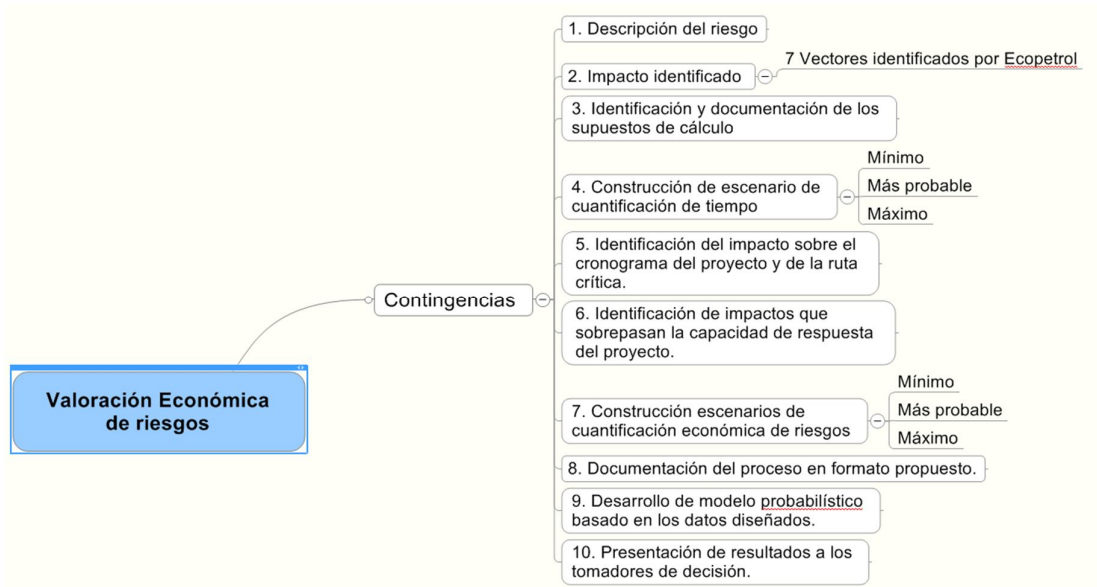 1. Descripción del riesgo
2. Impacto identificado
7 Vectores identificados por Ecopetrol
3. Identificación y documentación de los
supuestos de cálculo
4. Construcción de escenario de
cuantificación de tiempo
Mínimo
Más probable
Máximo
5. Identificación del impacto sobre el
cronograma del proyecto y de la ruta
crítica.
Contingencias
6. Identificación de impactos que
sobrepasan la capacidad de respuesta
del proyecto.
Valoración Económica
de riesgos
7. Construcción escenarios de
cuantificación económica de riesgos
Mínimo
Más probable
Máximo
8. Documentación del proceso en formato propuesto.
9. Desarrollo de modelo probabilístico
basado en los datos diseñados.
10. Presentación de resultados a los
tomadores de decisión.